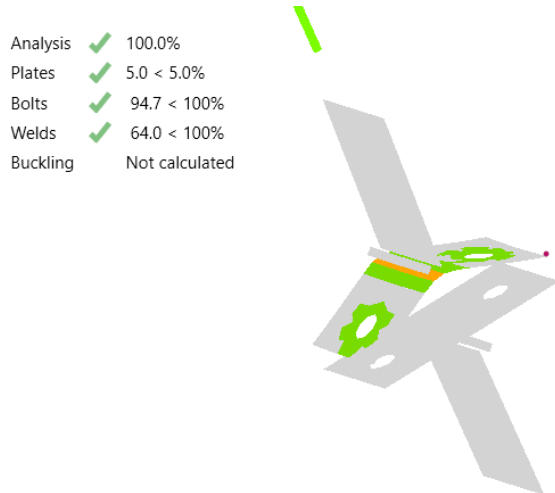 Analysis 100.0%
Plates 5.0 < 5.0%
Bolts 94.7 < 100%
Welds 64.0 < 100%
Buckling Not calculated